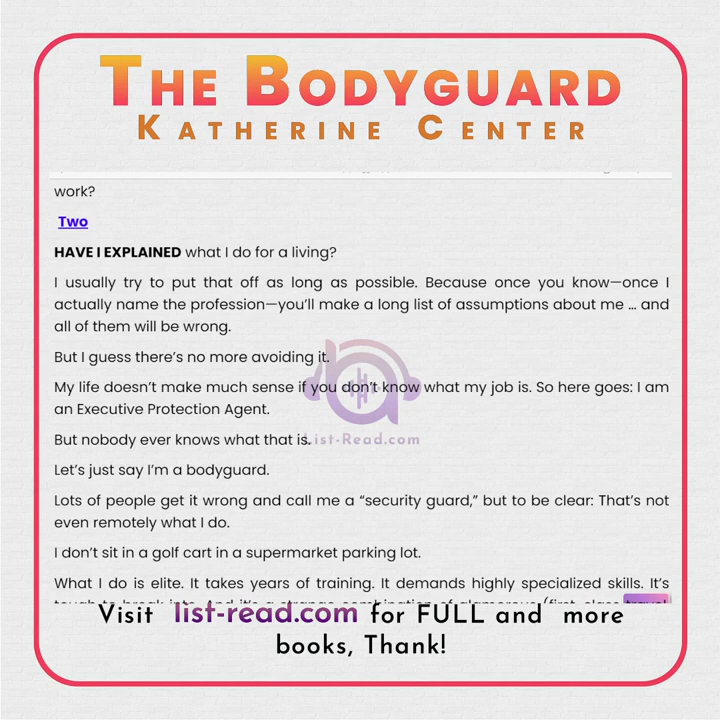 THE BODYGUARD
KATHERINE CENTER
work?
Two
HAVE I EXPLAINED what I do for a living?
I usually try to put that off as long as possible. Because once you know—once I
actually name the profession—you'll make a long list of assumptions about me … and
all of them will be wrong.
But I guess there's no more avoiding it.
My life doesn't make much sense if you don't know what my job is. So here goes: I am
an Executive Protection Agent.
But nobody ever knows what that is.
List-Read.com
Let's just say I'm a bodyguard.
Lots of people get it wrong and call me a “security guard,” but to be clear: That's not
even remotely what I do.
I don't sit in a golf cart in a supermarket parking lot.
What I do is elite. It takes years of training. It demands highly specialized skills. It's
Visit list-read.com for FULL and more
books, Thank!